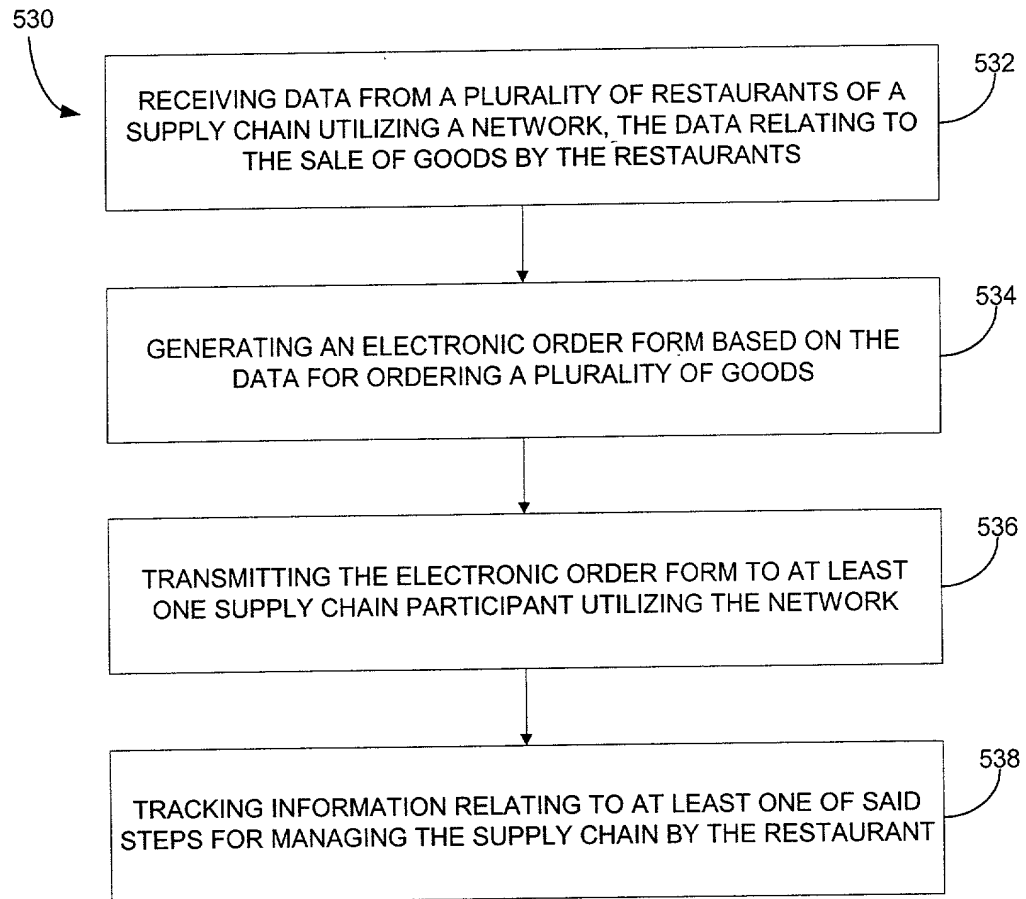 530
532
RECEIVING DATA FROM A PLURALITY OF RESTAURANTS OF A
SUPPLY CHAIN UTILIZING A NETWORK, THE DATA RELATING TO
THE SALE OF GOODS BY THE RESTAURANTS
534
GENERATING AN ELECTRONIC ORDER FORM BASED ON THE
DATA FOR ORDERING A PLURALITY OF GOODS
536
TRANSMITTING THE ELECTRONIC ORDER FORM TO AT LEAST
ONE SUPPLY CHAIN PARTICIPANT UTILIZING THE NETWORK
538
TRACKING INFORMATION RELATING TO AT LEAST ONE OF SAID
STEPS FOR MANAGING THE SUPPLY CHAIN BY THE RESTAURANT